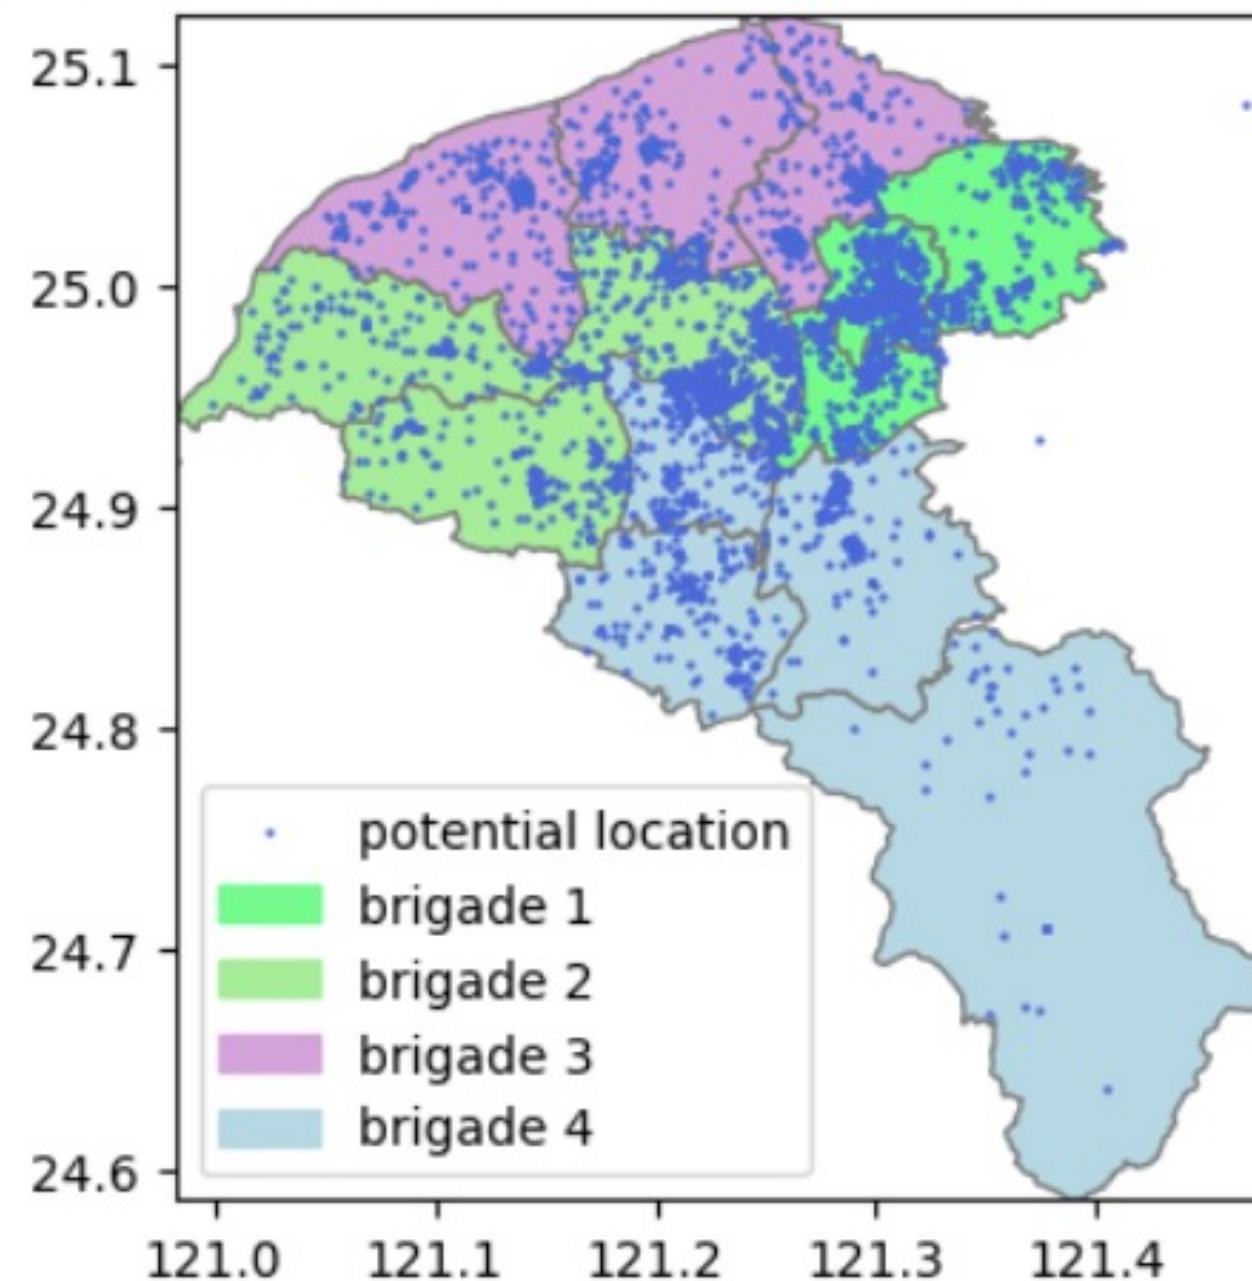 25.1
25.0
24.9
24.8
24.7
24.6
potential location
brigade 1
brigade 2
brigade 3
brigade 4
121.0 121.1 121.2 121.3 121.4